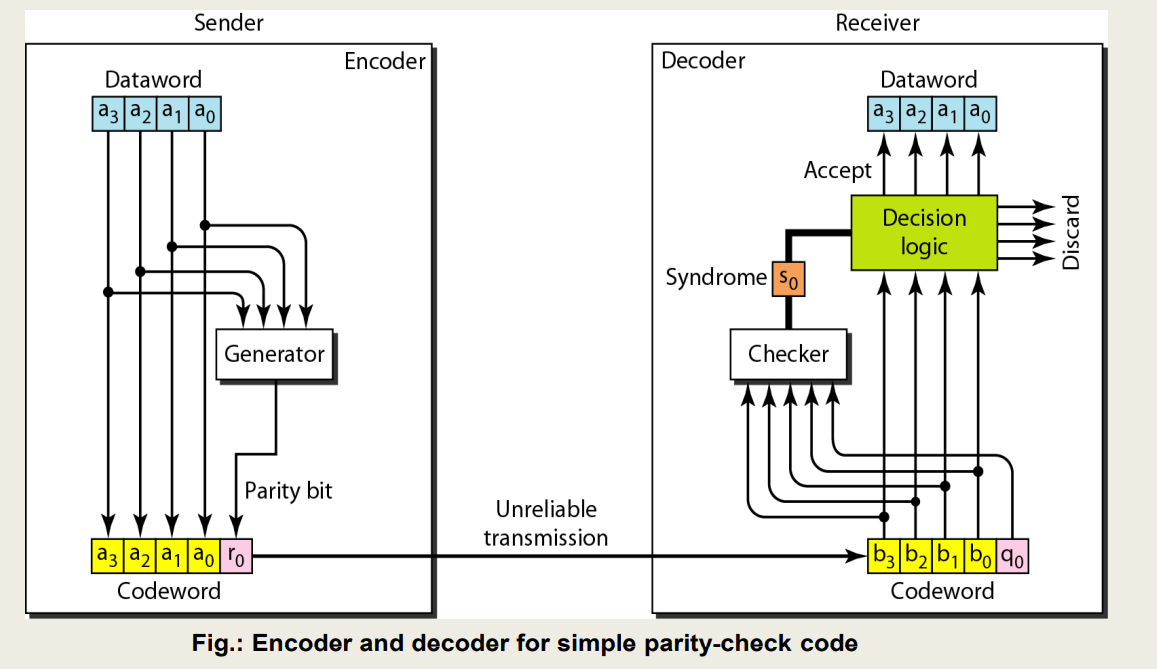 Sender
Receiver
Encoder
Decoder
Dataword
a3 a2 a1 a0
Dataword
a3 a2 a1 a0
Accept
Decision
logic
Discard
Syndrome
s0
Generator
Checker
Parity bit
Unreliable
transmission
a3 a2 a1 a0 r0
Codeword
b3 b2 b1 b0 q0
Codeword
Fig.: Encoder and decoder for simple parity-check code